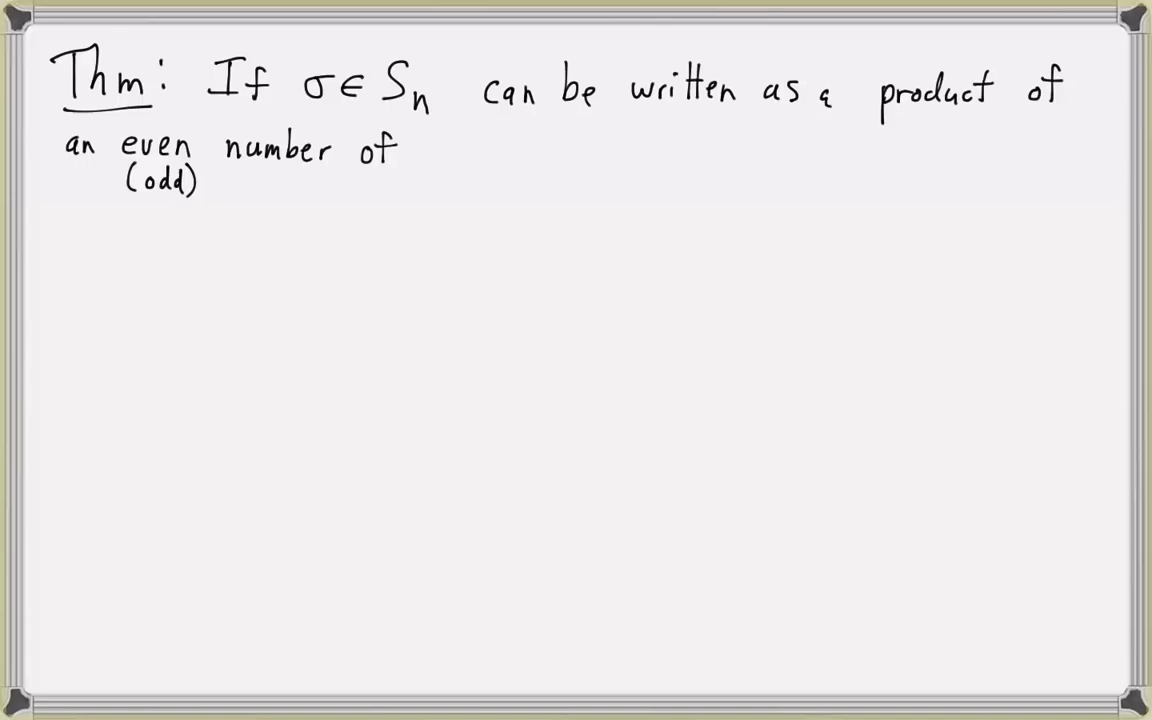 Thm: If σ∈ Sn can be written as a product of
an even number of
(odd)